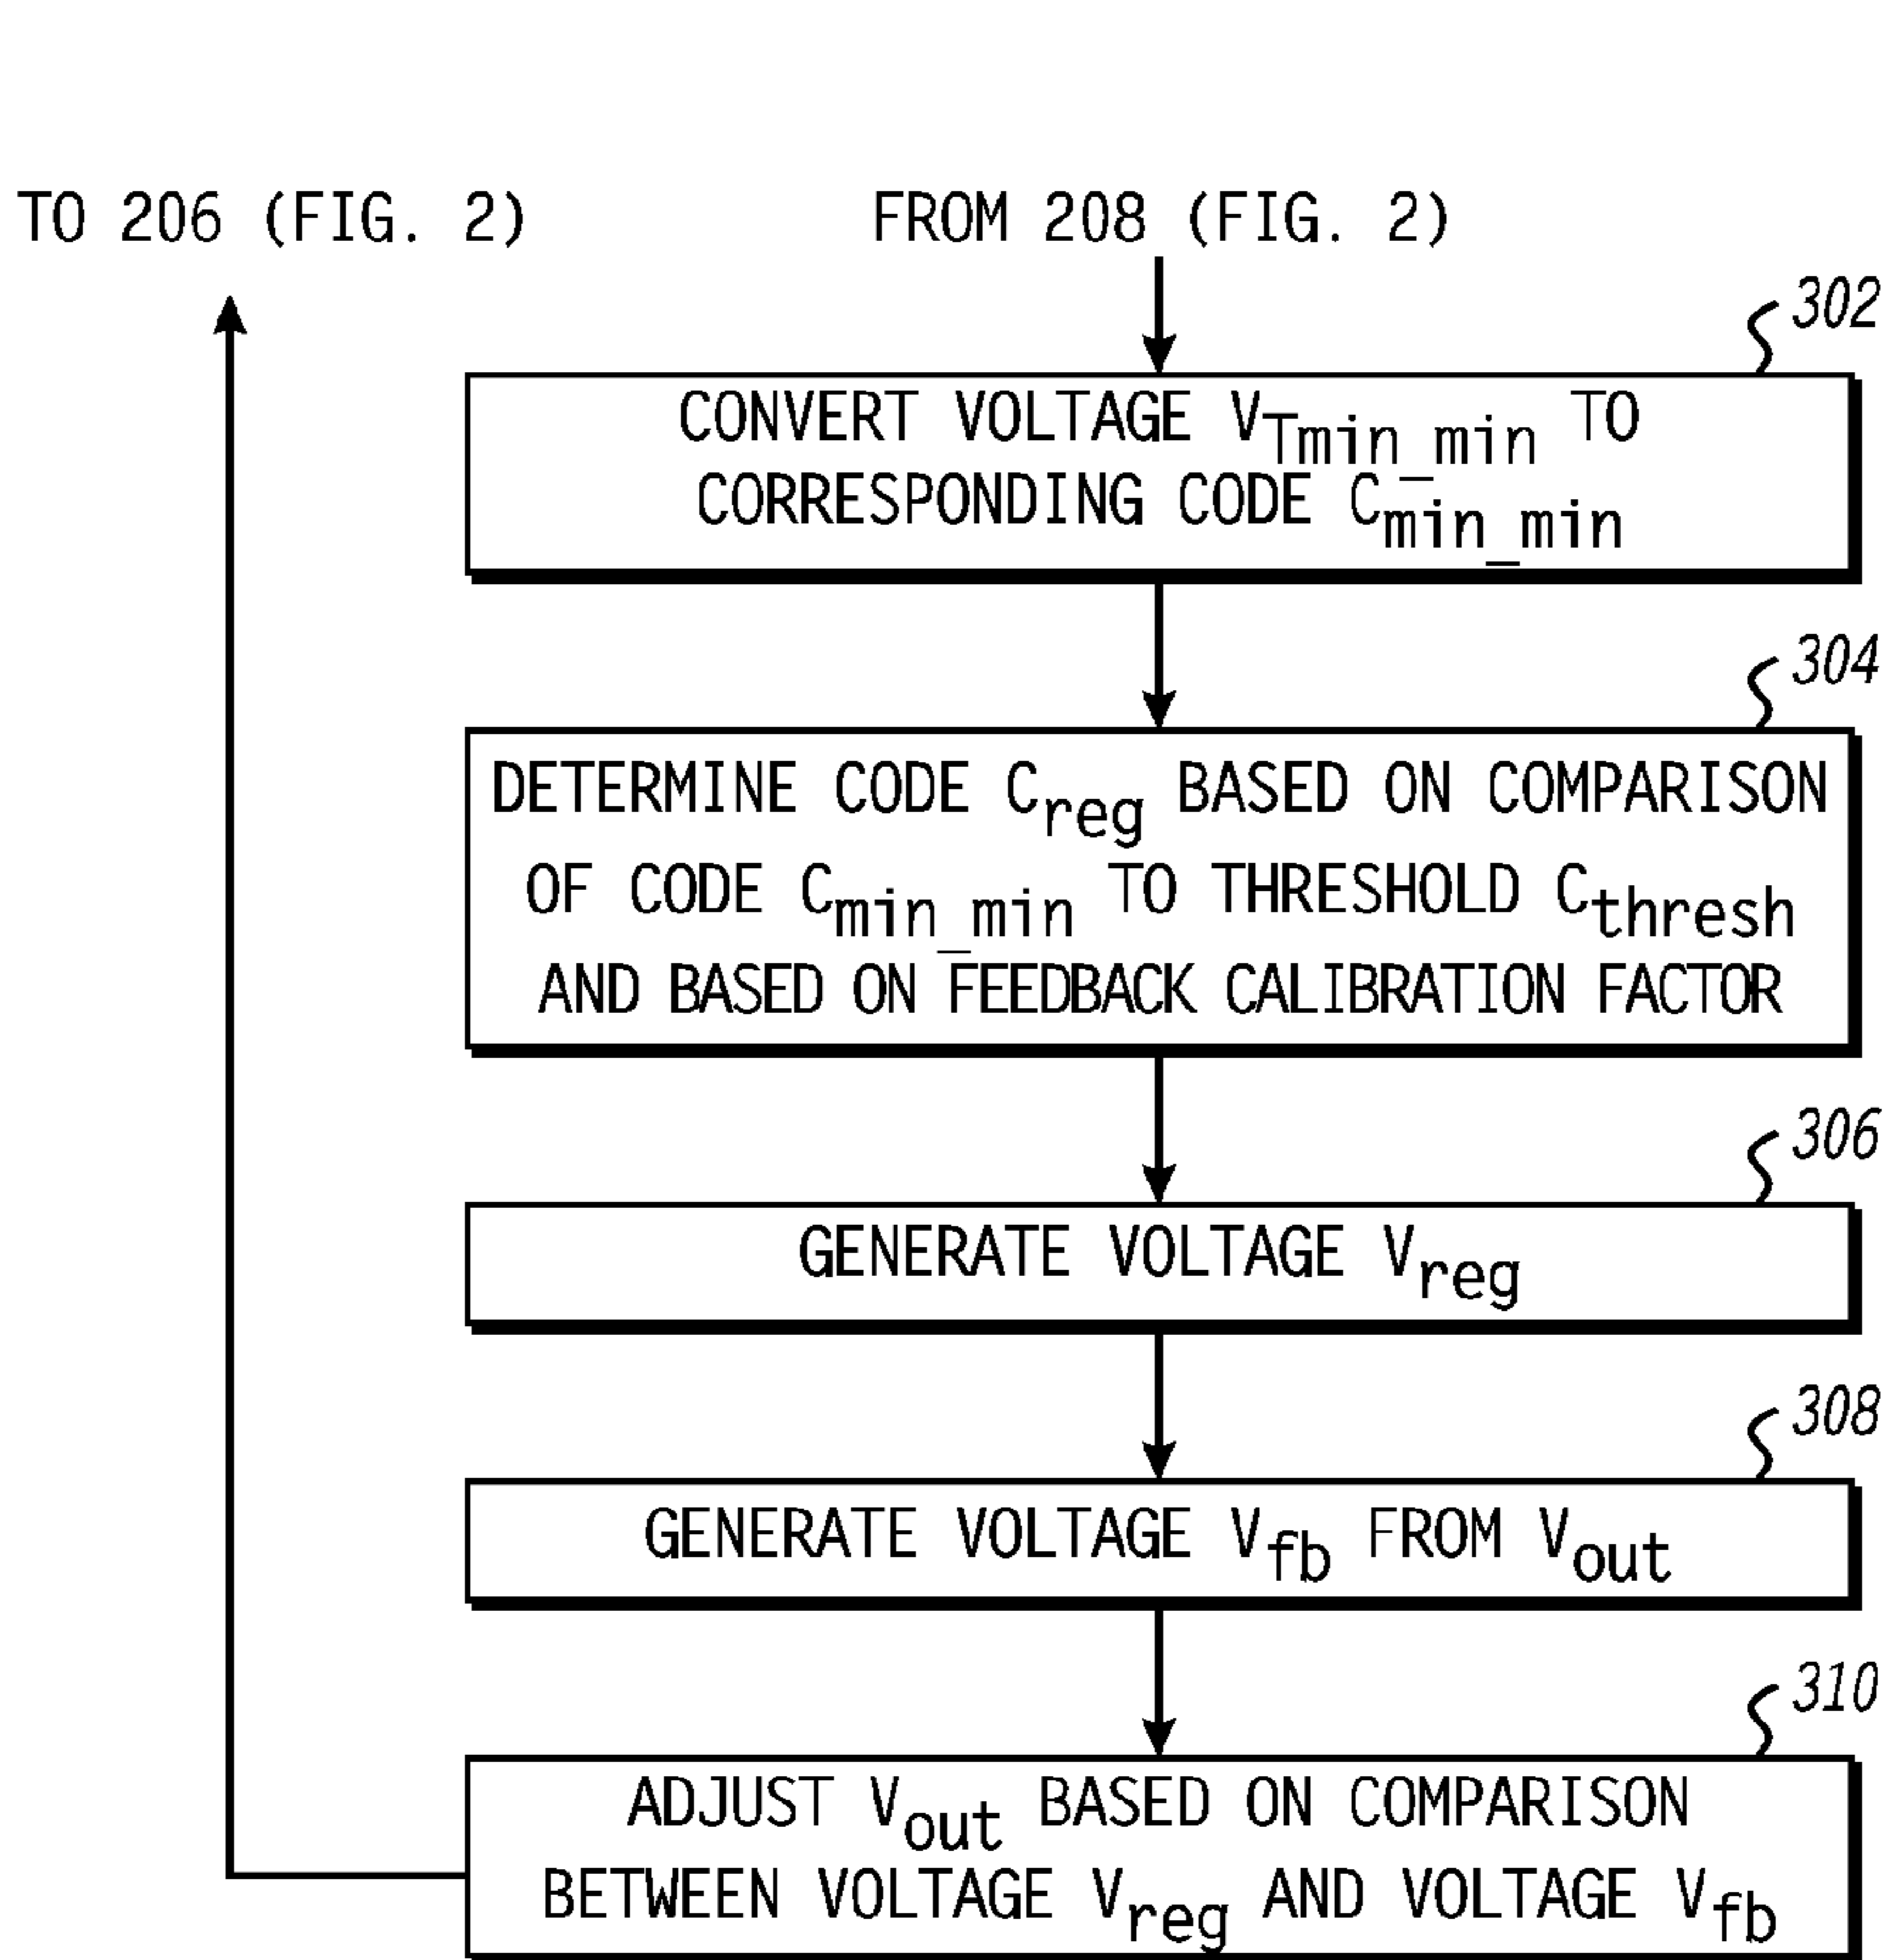 TO 206 (FIG. 2)
FROM 208 (FIG. 2)
302
CONVERT VOLTAGE VTmin_min TO
CORRESPONDING CODE Cmin_min
304
DETERMINE CODE Creg BASED ON COMPARISON
OF CODE Cmin_min TO THRESHOLD Cthresh
AND BASED ON FEEDBACK CALIBRATION FACTOR
306
GENERATE VOLTAGE Vreg
308
GENERATE VOLTAGE Vfb FROM Vout
310
ADJUST Vout BASED ON COMPARISON
BETWEEN VOLTAGE Vreg AND VOLTAGE Vfb